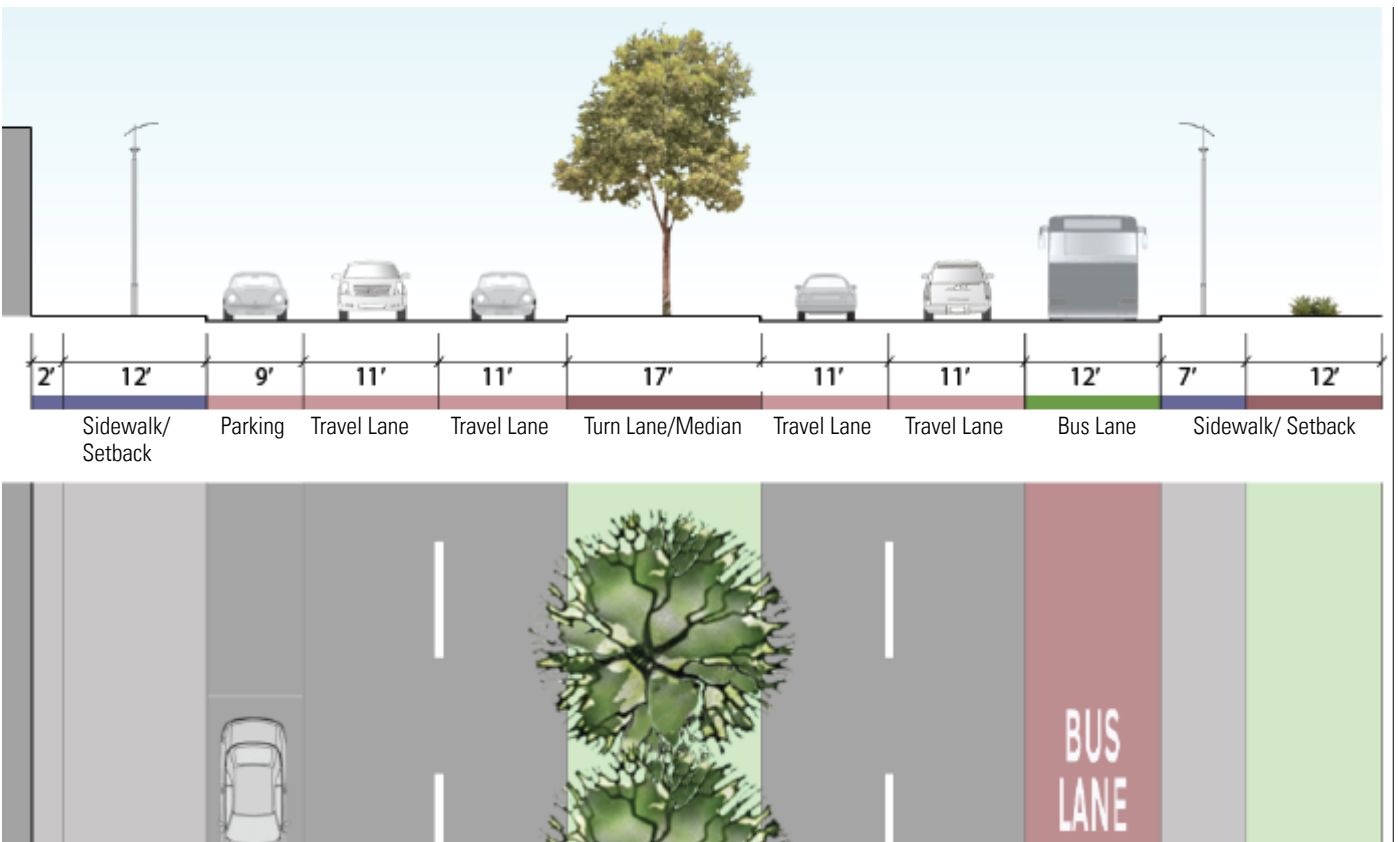 2′ 12′ 9′ 11′ 11′ 17′ 11′ 11′ 12′ 7′ 12′
Sidewalk/ Parking Travel Lane Travel Lane Turn Lane/Median Travel Lane Travel Lane Bus Lane Sidewalk/ Setback
Setback
BUS
LANE